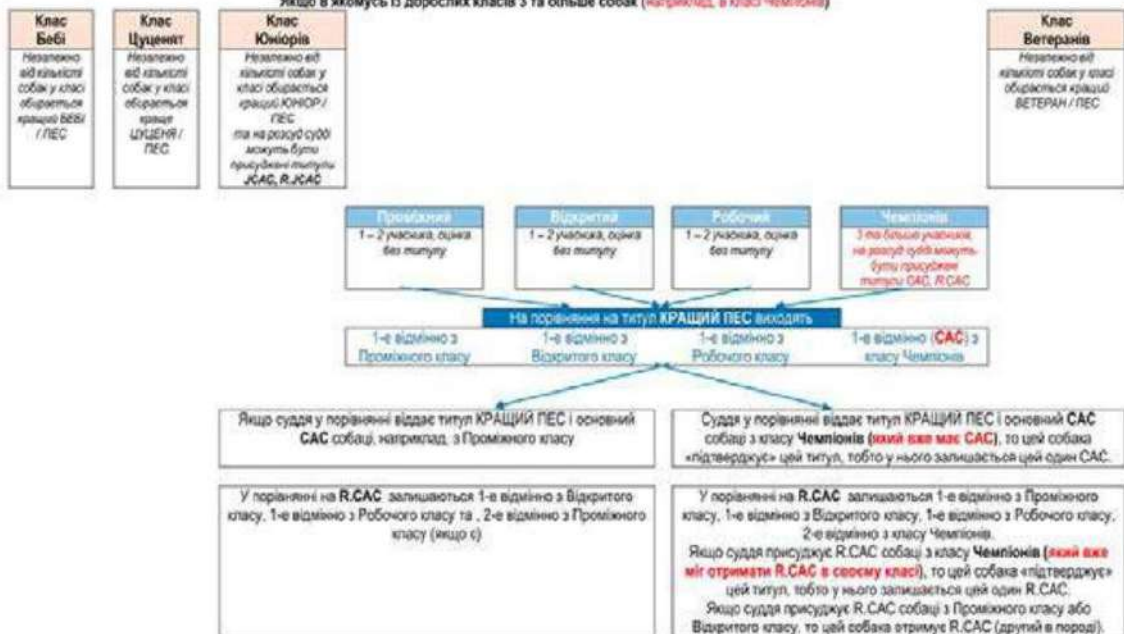 Якщо в якомусь із дорослих класів 3 та більше собак (наприклад, в класі Чемпіонів)
Клас
Бебі
Незалежно
від кількості
собак у класі
обирається
кращий БЕБІ
/ ПЕС
Клас
Цуценят
Незалежно
від кількості
собак у класі
обирається
краще
ЦУЦЕНЯ /
ПЕС
Клас
Юніорів
Незалежно від
кількості собак у
класі обирається
кращий ЮНІОР /
ПЕС
та на розсуд судді
можуть бути
присуджені титули
JCAC, R.JCAC
Клас
Ветеранів
Незалежно від
кількості собак у класі
обирається кращий
ВЕТЕРАН / ПЕС
Проміжний
1 – 2 учасника, оцінка
без титулу
Відкритий
1 – 2 учасника, оцінка
без титулу
Робочий
1 – 2 учасника, оцінка
без титулу
Чемпіонів
3 та більше учасників,
на розсуд судді можуть
бути присуджені
титули САС, R.CAC
На порівняння на титул КРАЩИЙ ПЕС виходять
1-е відмінно з
Проміжного класу
1-е відмінно з
Відкритого класу
1-е відмінно з
Робочого класу
1-е відмінно (САС) з
класу Чемпіонів
Якщо суддя у порівнянні віддає титул КРАЩИЙ ПЕС і основний
САС собаці, наприклад, з Проміжного класу
Суддя у порівнянні віддає титул КРАЩИЙ ПЕС і основний САС
собаці з класу Чемпіонів (який вже має САС), то цей собака
«підтверджує» цей титул, тобто у нього залишається цей один САС.
У порівнянні на R.CAC залишаються 1-е відмінно з Відкритого
класу, 1-е відмінно з Робочого класу та , 2-е відмінно з Проміжного
класу (якщо є)
У порівнянні на R.CAC залишаються 1-е відмінно з Проміжного
класу, 1-е відмінно з Відкритого класу, 1-е відмінно з Робочого класу,
2-е відмінно з класу Чемпіонів.
Якщо суддя присуджує R.CAC собаці з класу Чемпіонів (який вже
міг отримати R.CAC в своєму класі), то цей собака «підтверджує»
цей титул, тобто у нього залишається цей один R.CAC.
Якщо суддя присуджує R.CAC собаці з Проміжного класу або
Відкритого класу, то цей собака отримує R.CAC (другий в породі).